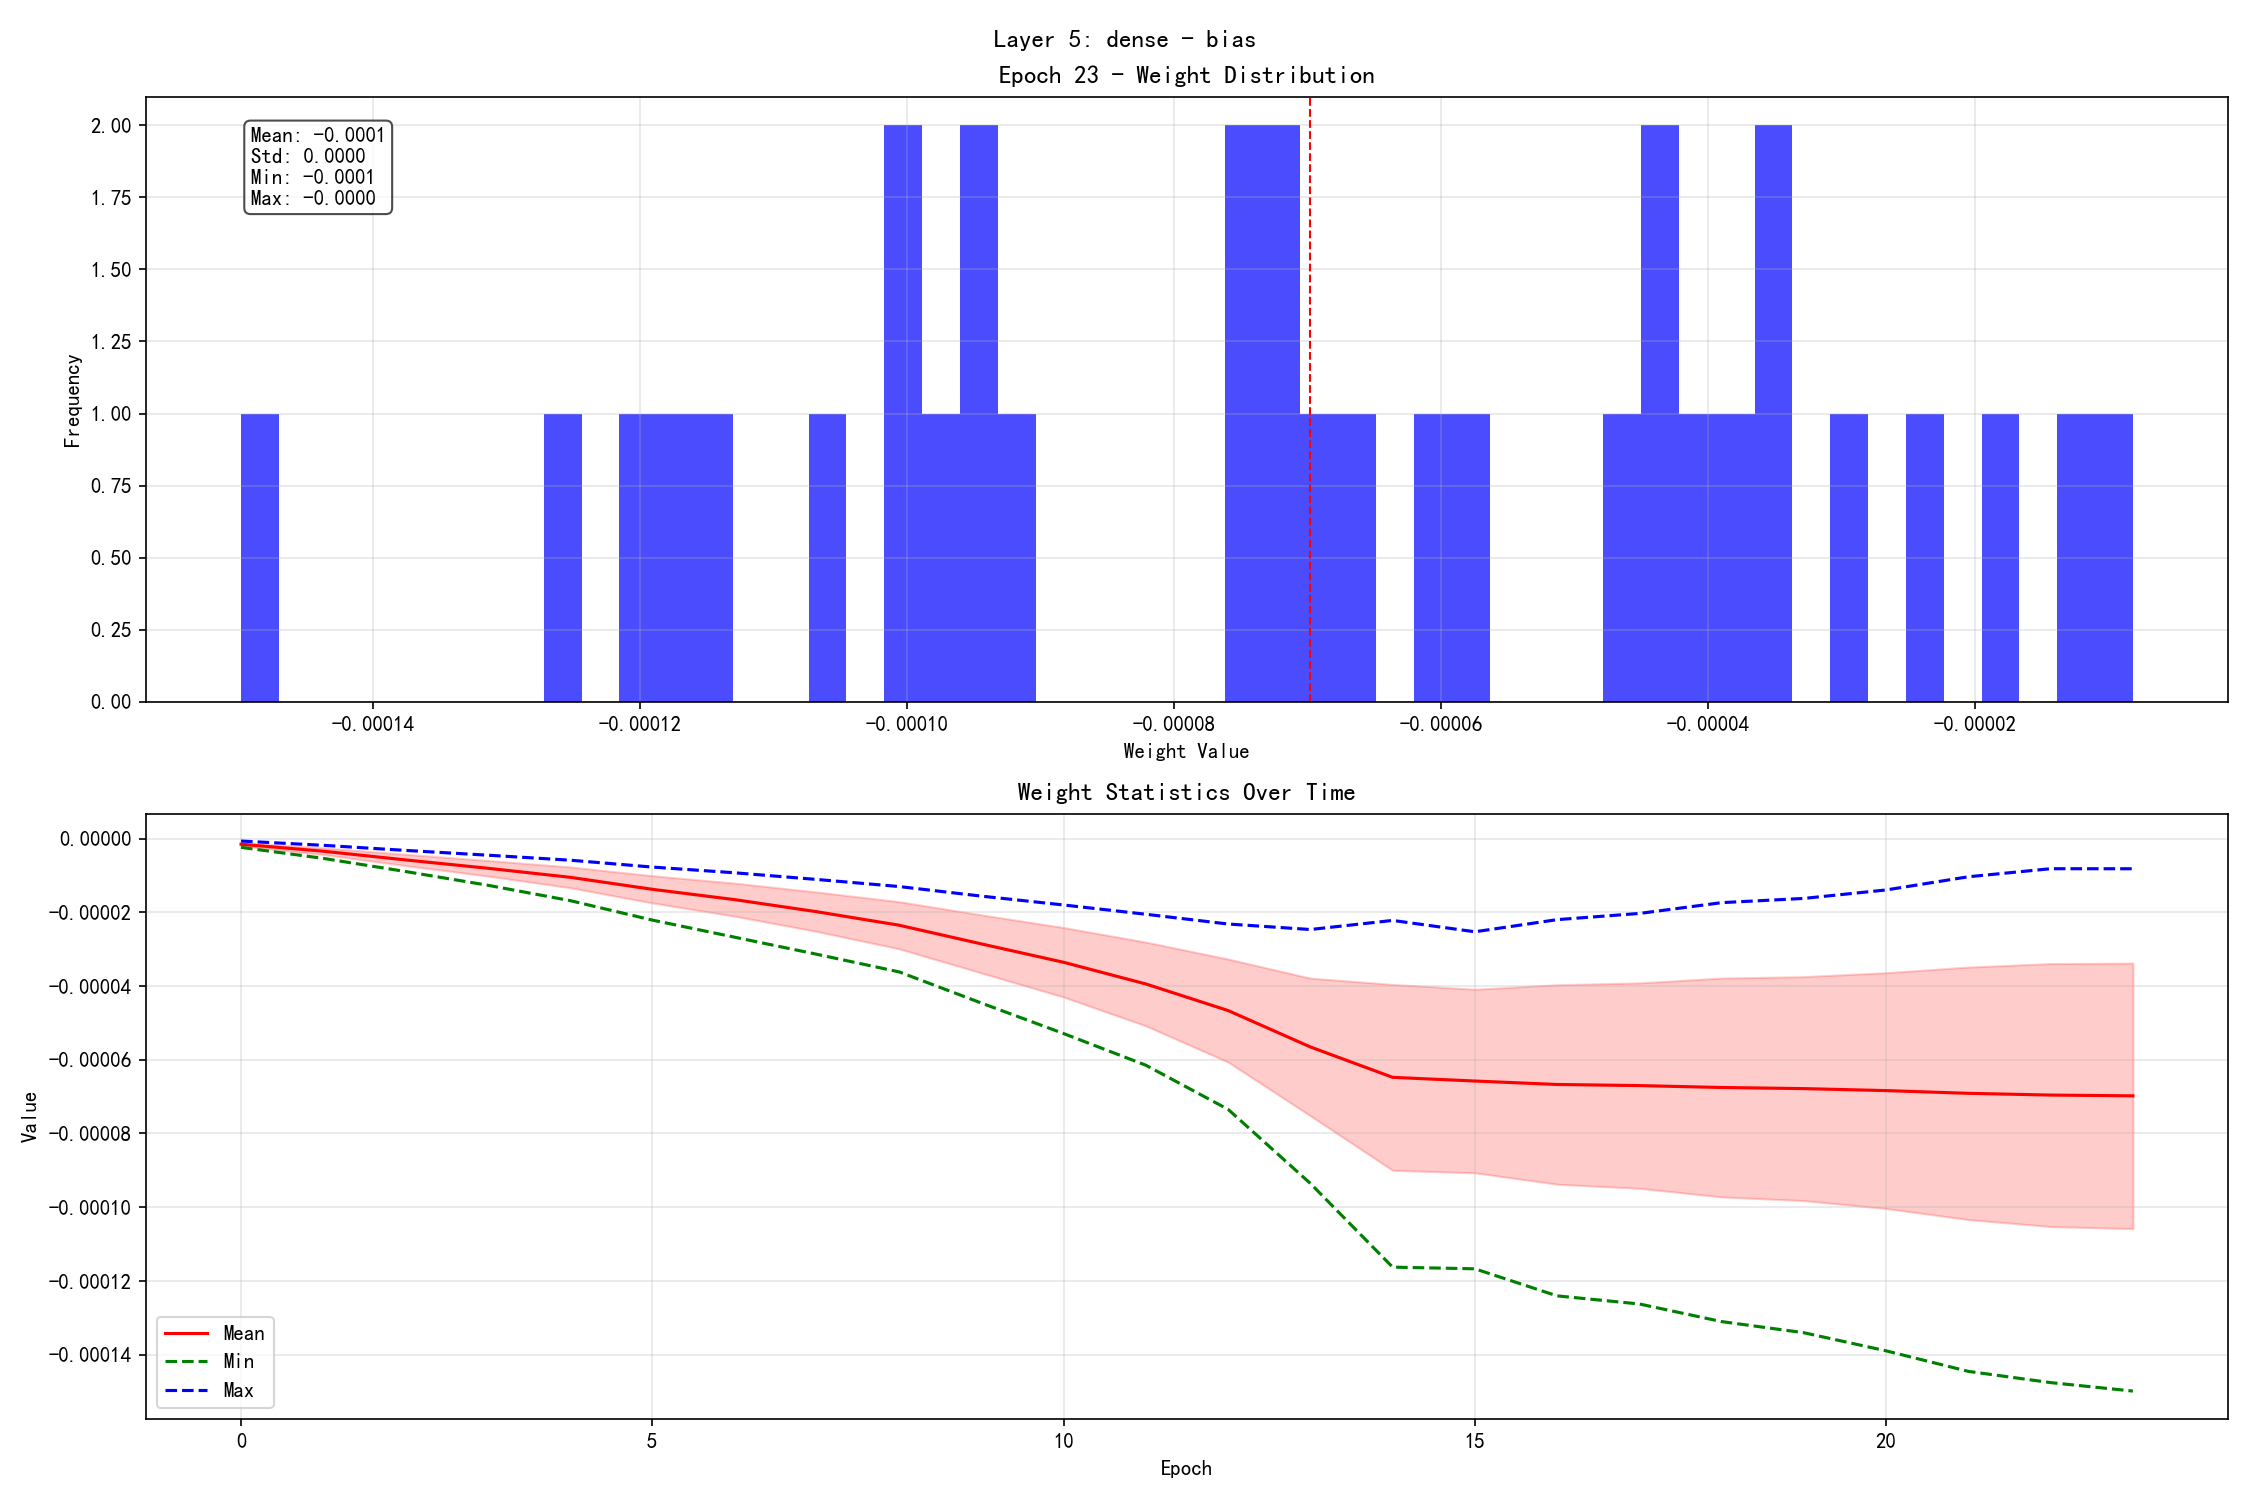 Layer 5: dense - bias
Epoch 23 - Weight Distribution
Mean: -0.0001
Std: 0.0000
Min: -0.0001
Max: -0.0000
2.00
1.75
1.50
1.25
1.00
0.75
0.50
0.25
0.00
Frequency
-0.00014 -0.00012 -0.00010 -0.00008 -0.00006 -0.00004 -0.00002
Weight Value
Weight Statistics Over Time
0.00000
-0.00002
-0.00004
-0.00006
-0.00008
-0.00010
-0.00012
-0.00014
Value
Mean
Min
Max
0 5 10 15 20
Epoch